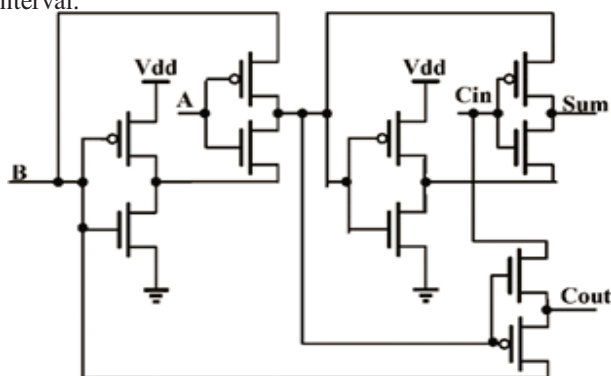 interval.
Vdd
Vdd
A
Cin
Sum
B
Cout